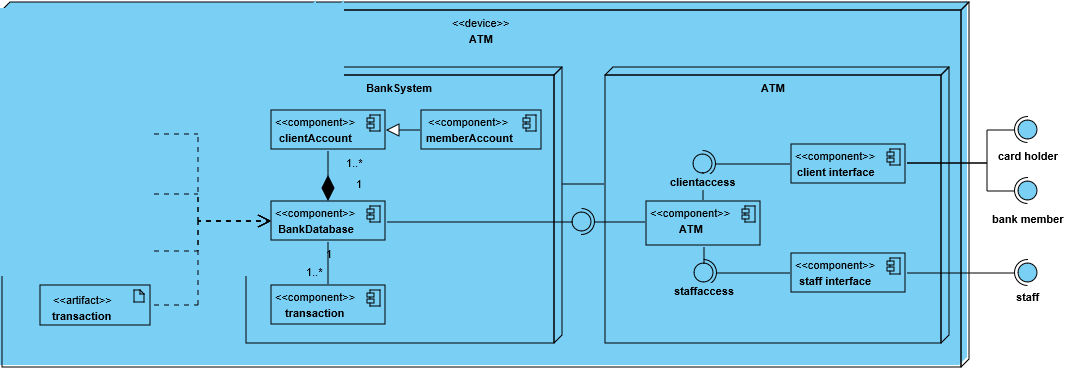 <<device>>
ATM
BankSystem
ATM
<<component>>
clientAccount
<<component>>
memberAccount
1..*
1
<<component>>
BankDatabase
1
1..*
<<component>>
transaction
<<artifact>>
transaction
clientaccess
<<component>>
client interface
<<component>>
ATM
staffaccess
<<component>>
staff interface
card holder
bank member
staff